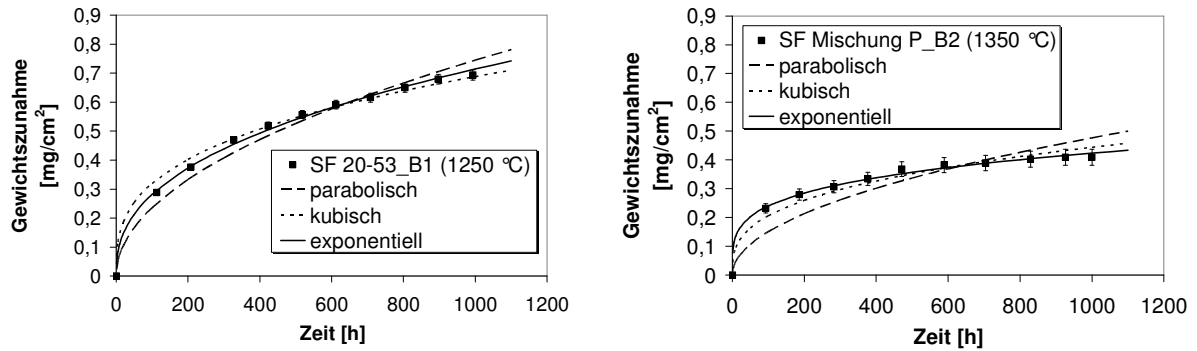 0,9
0,8
0,7
0,6
0,5
0,4
0,3
0,2
0,1
0
Gewichtszunahme
[mg/cm²]
SF 20-53_B1 (1250 °C)
parabolisch
kubisch
exponentiell
0 200 400 600 800 1000 1200
Zeit [h]
0,9
0,8
0,7
0,6
0,5
0,4
0,3
0,2
0,1
0
Gewichtszunahme
[mg/cm²]
SF Mischung P_B2 (1350 °C)
parabolisch
kubisch
exponentiell
0 200 400 600 800 1000 1200
Zeit [h]